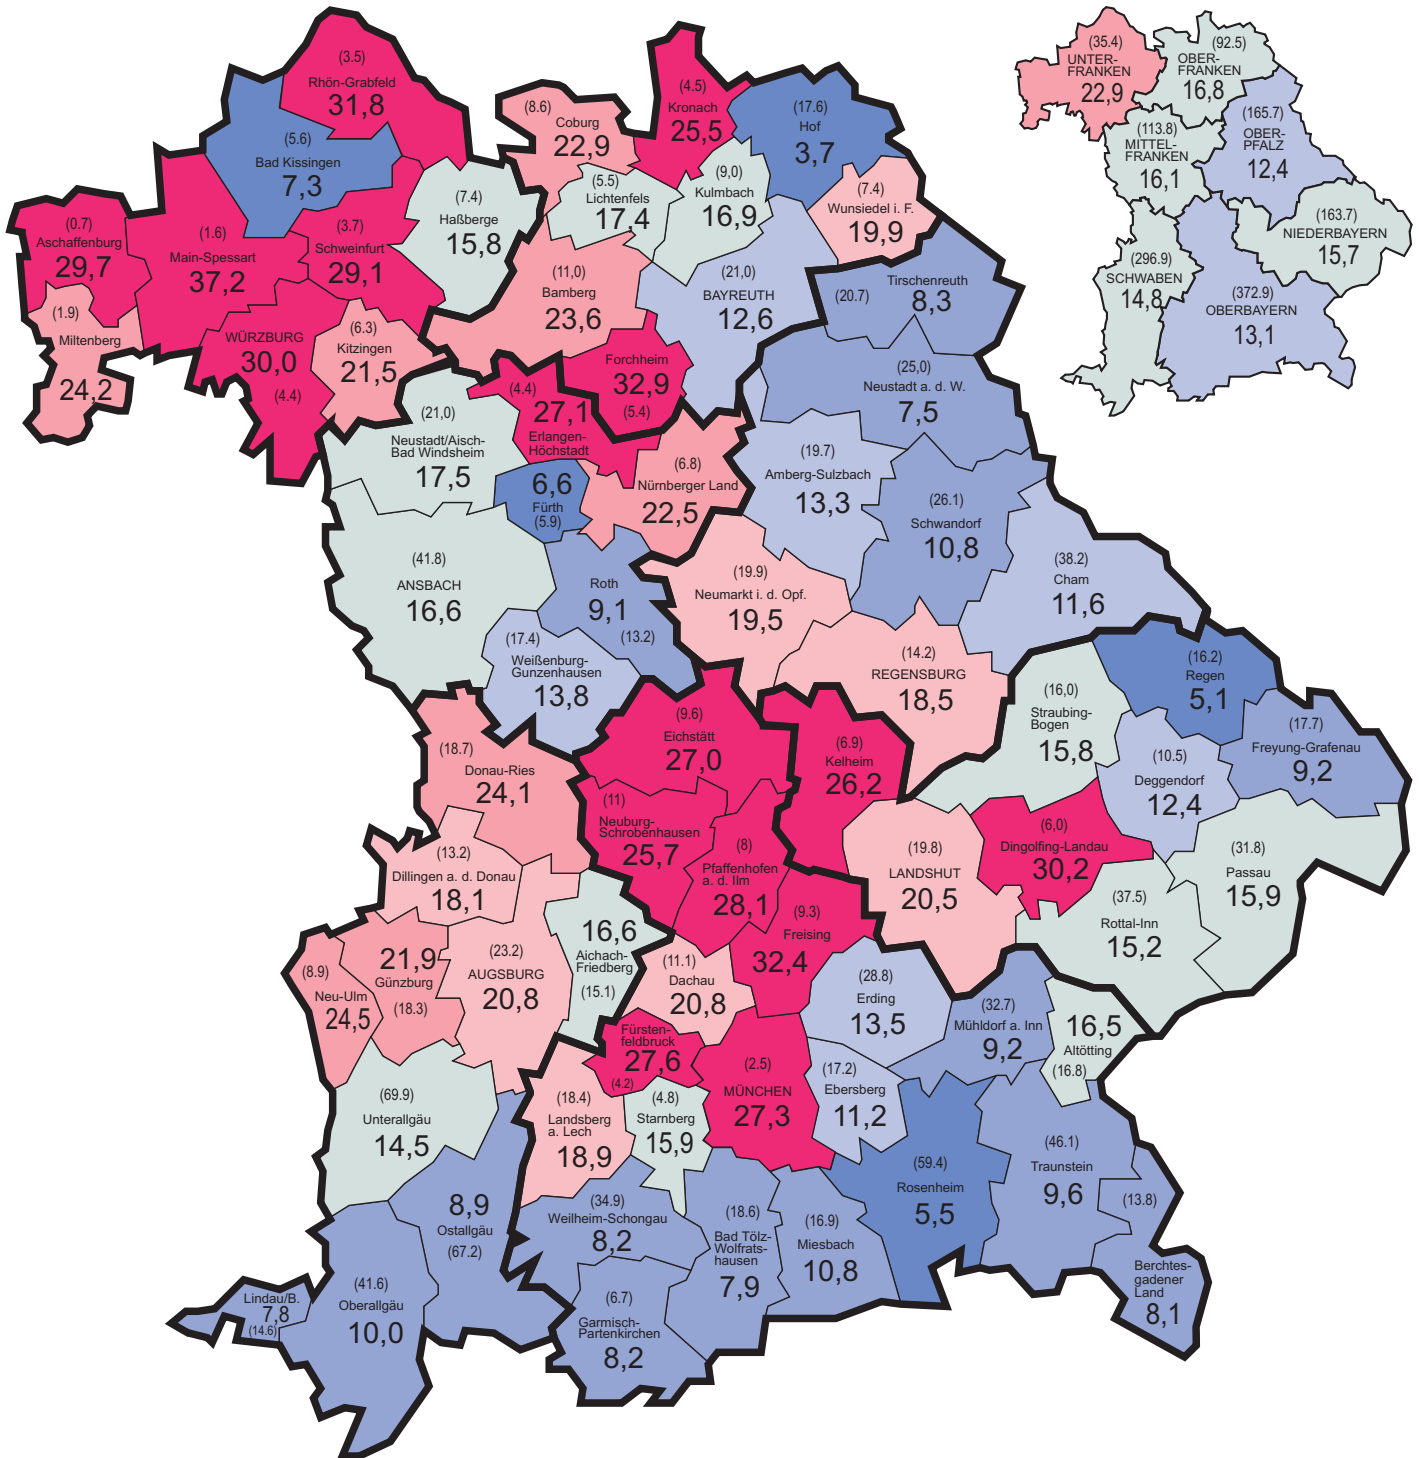 (3.5)
Rhön-Grabfeld
31,8
(5.6)
Bad Kissingen
7,3
(8.6)
Coburg
22,9
(4.5)
Kronach
25,5
(17.6)
Hof
3,7
(5.5)
Lichtenfels
17,4
(9,0)
Kulmbach
16,9
(7.4)
Wunsiedel i. F.
19,9
(7.4)
Haßberge
15,8
(0.7)
Aschaffenburg
29,7
(1.6)
Main-Spessart
37,2
(3.7)
Schweinfurt
29,1
(1.9)
Miltenberg
24,2
WÜRZBURG
30,0
(4.4)
(6.3)
Kitzingen
21,5
(11,0)
Bamberg
23,6
(21,0)
BAYREUTH
12,6
(20.7)
Tirschenreuth
8,3
Forchheim
32,9
(5.4)
(4.4)
27,1
Erlangen-
Höchstadt
(25,0)
Neustadt a. d. W.
7,5
(21,0)
Neustadt/Aisch-
Bad Windsheim
17,5
6,6
Fürth
(5.9)
(6.8)
Nürnberger Land
22,5
(19.7)
Amberg-Sulzbach
13,3
(26.1)
Schwandorf
10,8
(41.8)
ANSBACH
16,6
Roth
9,1
(13.2)
(19.9)
Neumarkt i. d. Opf.
19,5
(38.2)
Cham
11,6
(17.4)
Weißenburg-
Gunzenhausen
13,8
(14.2)
REGENSBURG
18,5
(16.2)
Regen
5,1
(16,0)
Straubing-
Bogen
15,8
(17.7)
Freyung-Grafenau
9,2
(9.6)
Eichstätt
27,0
(6.9)
Kelheim
26,2
(10.5)
Deggendorf
12,4
(18.7)
Donau-Ries
24,1
(11)
Neuburg-
Schrobenhausen
25,7
(8)
Pfaffenhofen
a. d. Ilm
28,1
(6,0)
Dingolfing-Landau
30,2
(31.8)
Passau
15,9
(13.2)
Dillingen a. d. Donau
18,1
(19.8)
LANDSHUT
20,5
(37.5)
Rottal-Inn
15,2
16,6
Aichach-
Friedberg
(15.1)
(9.3)
Freising
32,4
(8.9)
Neu-Ulm
24,5
21,9
Günzburg
(18.3)
(23.2)
AUGSBURG
20,8
(11.1)
Dachau
20,8
(28.8)
Erding
13,5
(32.7)
Mühldorf a. Inn
9,2
16,5
Altötting
(16.8)
Fürsten-
feldbruck
27,6
(4.2)
(2.5)
MÜNCHEN
27,3
(17.2)
Ebersberg
11,2
(69.9)
Unterallgäu
14,5
(18.4)
Landsberg
a. Lech
18,9
(4.8)
Starnberg
15,9
(59.4)
Rosenheim
5,5
(46.1)
Traunstein
9,6
(13.8)
Berchtes-
gadener
Land
8,1
8,9
Ostallgäu
(67.2)
(34.9)
Weilheim-Schongau
8,2
(18.6)
Bad Tölz-
Wolfrats-
hausen
7,9
(16.9)
Miesbach
10,8
Lindau/B.
7,8
(14.6)
(41.6)
Oberallgäu
10,0
(6.7)
Garmisch-
Partenkirchen
8,2
(35.4)
UNTER-
FRANKEN
22,9
(92.5)
OBER-
FRANKEN
16,8
(113.8)
MITTEL-
FRANKEN
16,1
(165.7)
OBER-
PFALZ
12,4
(163.7)
NIEDERBAYERN
15,7
(296.9)
SCHWABEN
14,8
(372.9)
OBERBAYERN
13,1